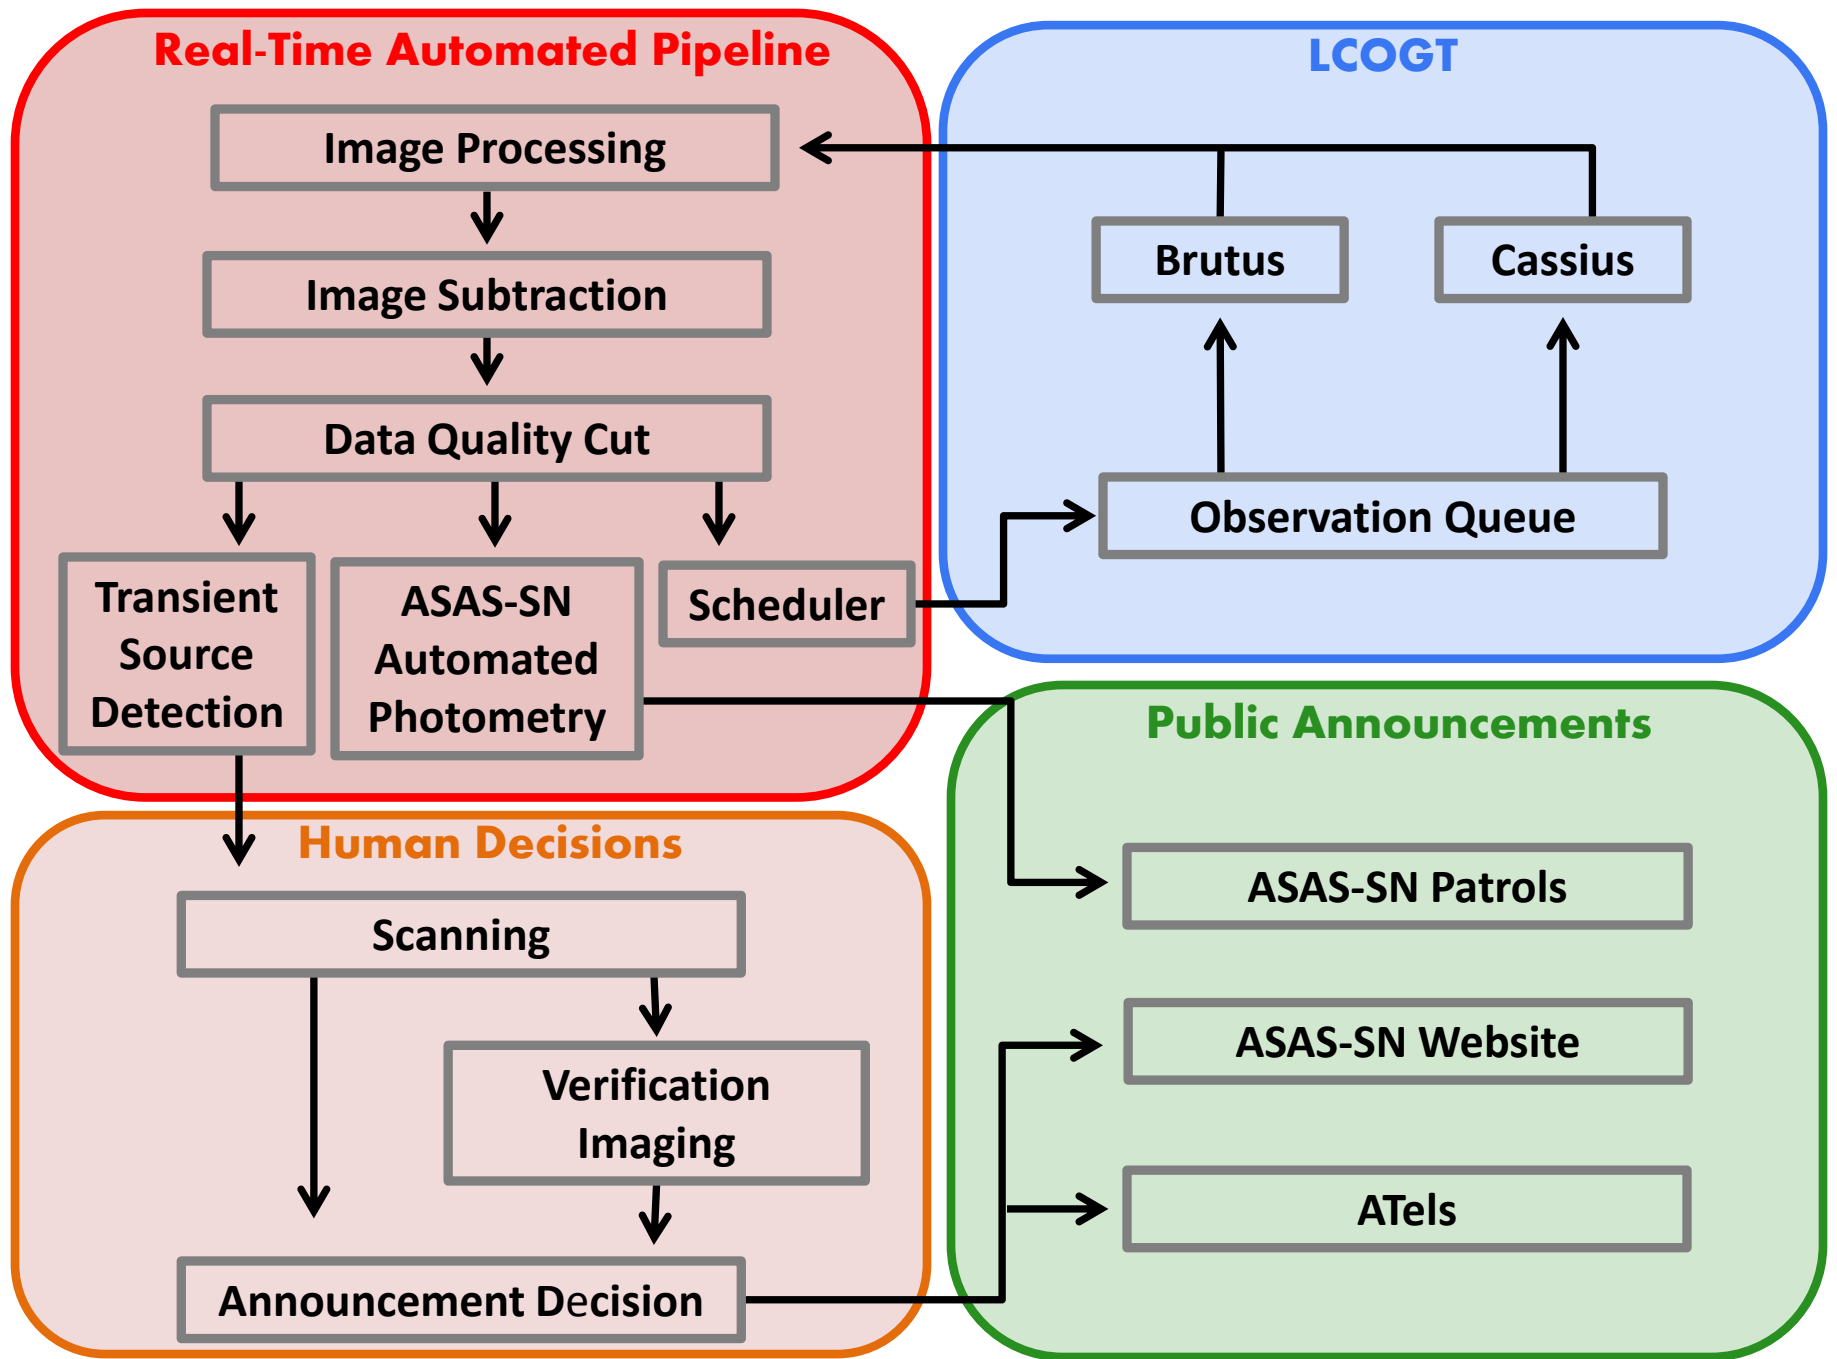 Real-Time Automated Pipeline
Image Processing
Image Subtraction
Data Quality Cut
Transient
Source
Detection
ASAS-SN
Automated
Photometry
Scheduler
LCOGT
Brutus
Cassius
Observation Queue
Human Decisions
Scanning
Verification
Imaging
Announcement Decision
Public Announcements
ASAS-SN Patrols
ASAS-SN Website
ATels